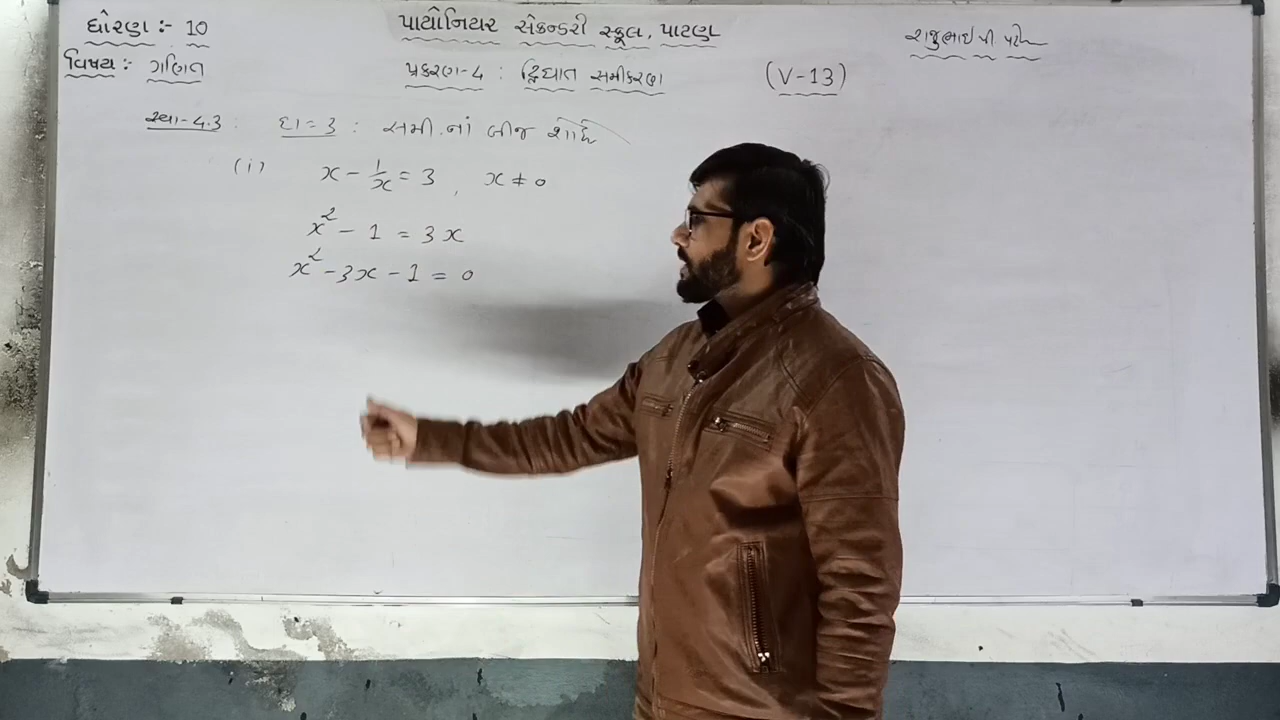 ધોરણ :- 10
પાયોનિયર સેકન્ડરી સ્કૂલ, પાટણ
રાજુભાઇ પી. પટેલ
વિષય : ગણિત
પ્રકરણ-4 : દ્વિઘાત સમીકરણ
(V-13)
સ્વા-4.3 : દા = 3 : સમી.નાં બીજ શોધો
(i) x - 1/x = 3 , x ≠ 0
x² - 1 = 3x
x² - 3x - 1 = 0